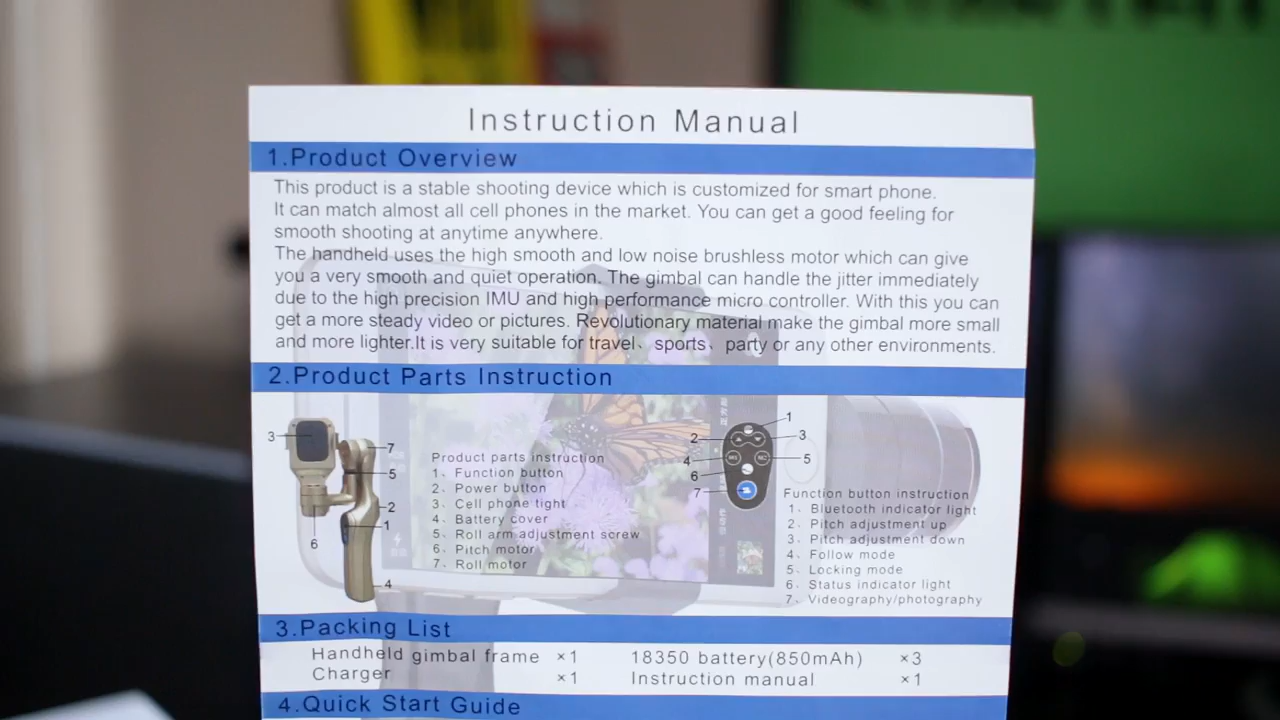 Instruction Manual
1.Product Overview
This product is a stable shooting device which is customized for smart phone.
It can match almost all cell phones in the market. You can get a good feeling for
smooth shooting at anytime anywhere.
The handheld uses the high smooth and low noise brushless motor which can give
you a very smooth and quiet operation. The gimbal can handle the jitter immediately
due to the high precision IMU and high performance micro controller. With this you can
get a more steady video or pictures. Revolutionary material make the gimbal more small
and more lighter.It is very suitable for travel、sports、party or any other environments.
2.Product Parts Instruction
3
7
5
2
1
6
4
Product parts instruction
1、Function button
2、Power button
3、Cell phone tight
4、Battery cover
5、Roll arm adjustment screw
6、Pitch motor
7、Roll motor
1
2
3
4
5
6
7
Function button instruction
1、Bluetooth indicator light
2、Pitch adjustment up
3、Pitch adjustment down
4、Follow mode
5、Locking mode
6、Status indicator light
7、Videography/photography
3.Packing List
Handheld gimbal frame ×1 18350 battery(850mAh) ×3
Charger ×1 Instruction manual ×1
4.Quick Start Guide